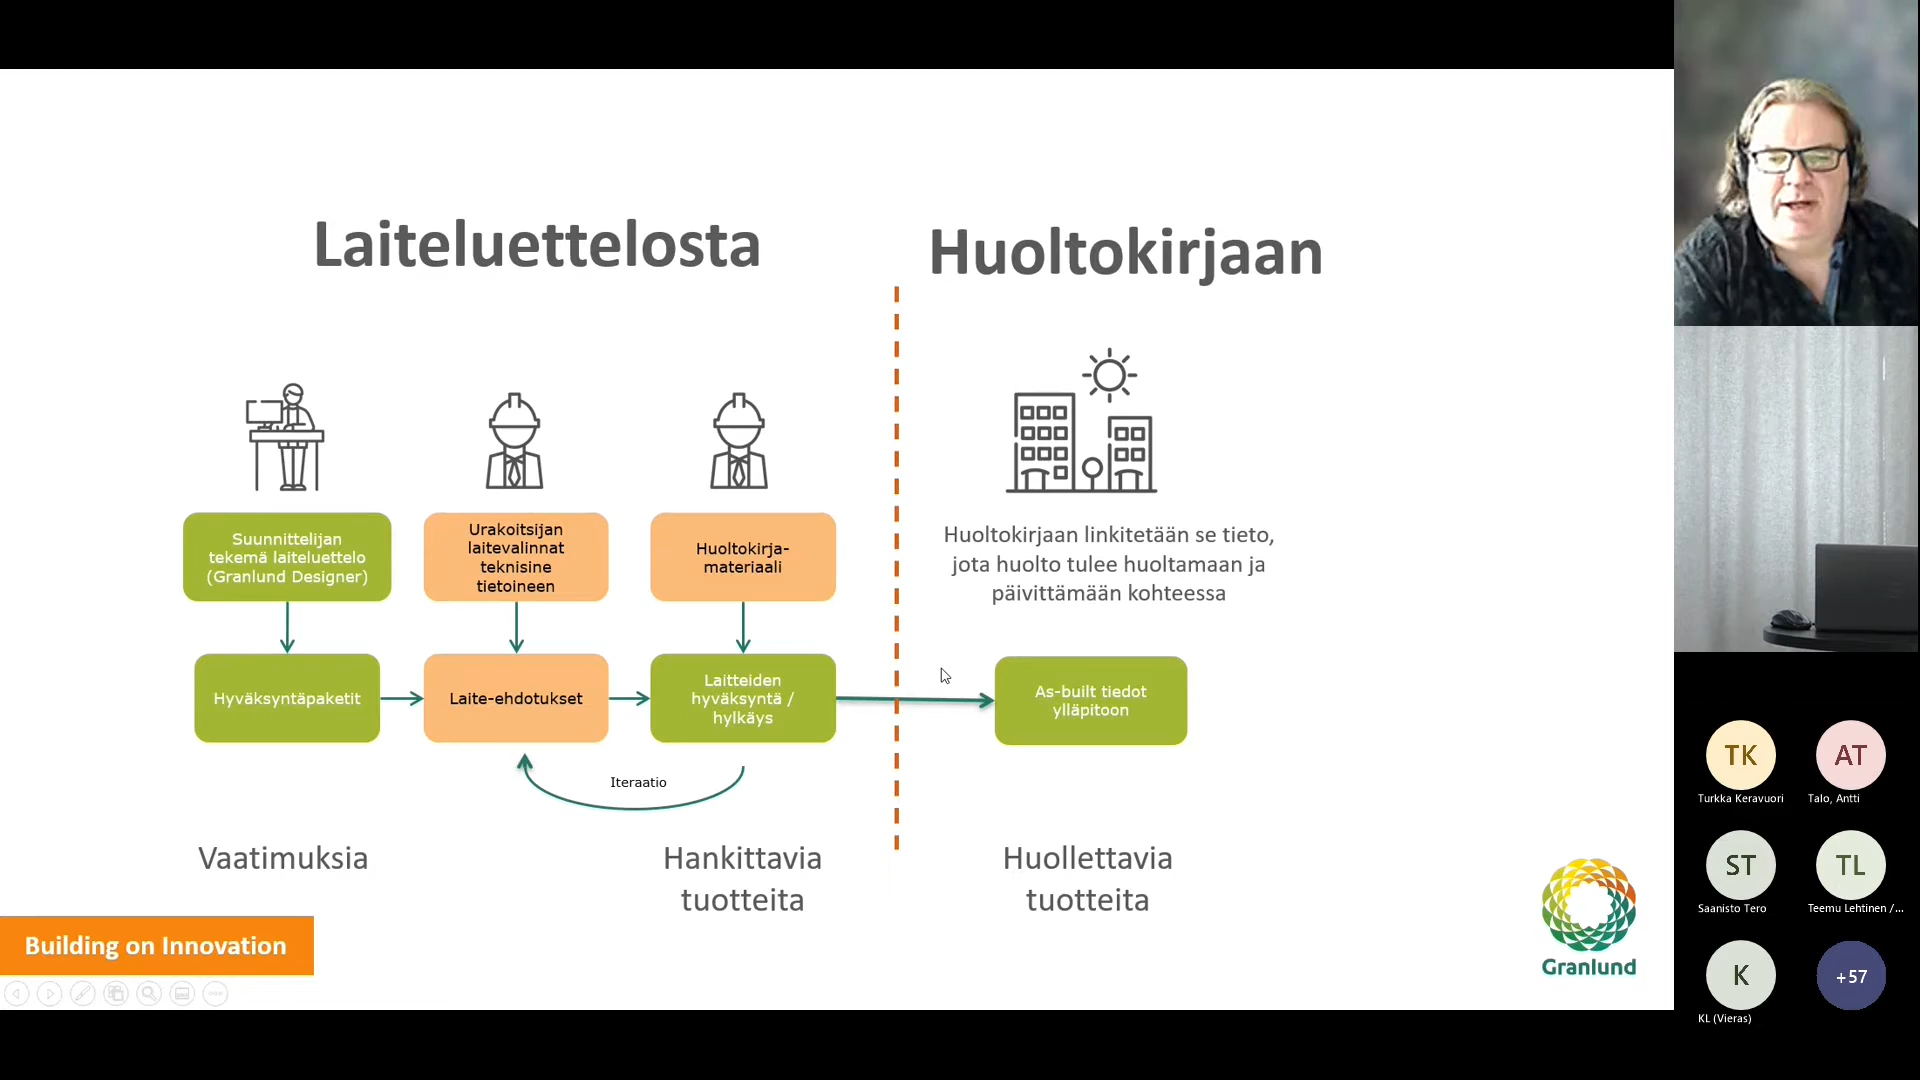 Laiteluettelosta
Huoltokirjaan
Suunnittelijan
tekemä laiteluettelo
(Granlund Designer)
Urakoitsijan
laitevalinnat
teknisine
tietoineen
Huoltokirja-
materiaali
Huoltokirjaan linkitetään se tieto,
jota huolto tulee huoltamaan ja
päivittämään kohteessa
Hyväksyntäpaketit
Laite-ehdotukset
Laitteiden
hyväksyntä /
hylkäys
As-built tiedot
ylläpitoon
Iteraatio
Vaatimuksia
Hankittavia
tuotteita
Huollettavia
tuotteita
Building on Innovation
Granlund
TK
Turkka Keravuori
AT
Talo, Antti
ST
Saanisto Tero
TL
Teemu Lehtinen /...
K
KL (Vieras)
+57